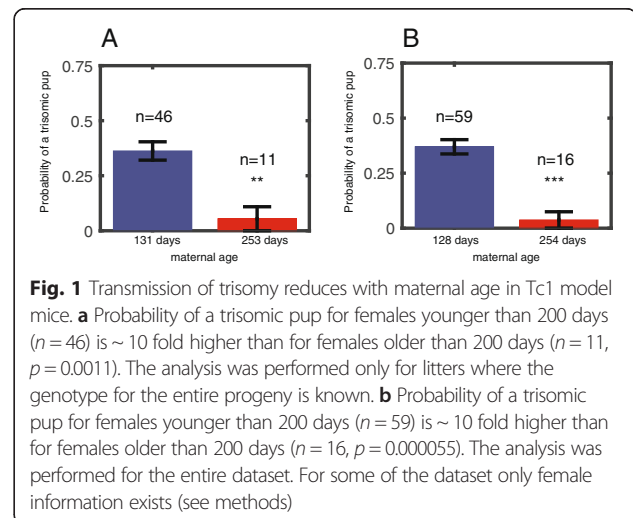 A
Probability of a trisomic pup
0.75
0.5
0.25
0
n=46
n=11
**
131 days
253 days
maternal age
B
Probability of a trisomic pup
0.75
0.5
0.25
0
n=59
n=16
***
128 days
254 days
maternal age
Fig. 1 Transmission of trisomy reduces with maternal age in Tc1 model
mice. a Probability of a trisomic pup for females younger than 200 days
(n = 46) is ~ 10 fold higher than for females older than 200 days (n = 11,
p = 0.0011). The analysis was performed only for litters where the
genotype for the entire progeny is known. b Probability of a trisomic
pup for females younger than 200 days (n = 59) is ~ 10 fold higher than
for females older than 200 days (n = 16, p = 0.000055). The analysis was
performed for the entire dataset. For some of the dataset only female
information exists (see methods)